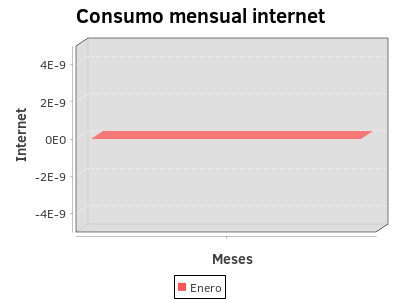 Consumo mensual internet
4E-9
2E-9
0E0
-2E-9
-4E-9
Internet
Meses
Enero